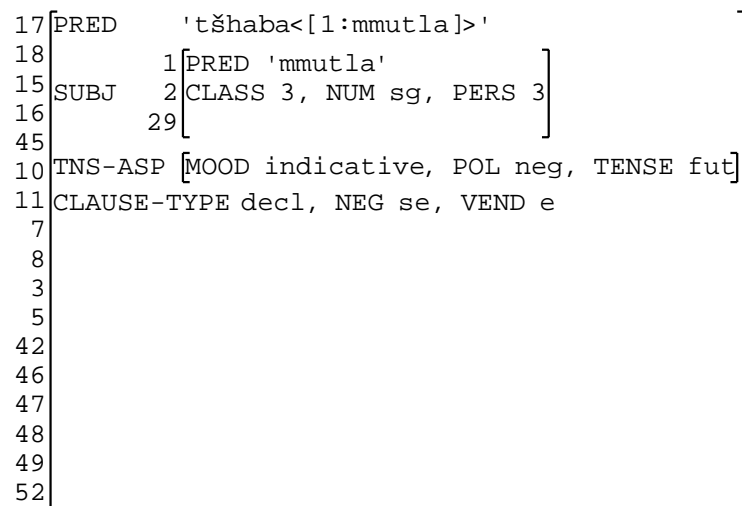 17 PRED 'tšhaba<[1:mmutla]>'
18
1 PRED 'mmutla'
15 SUBJ 2 CLASS 3, NUM sg, PERS 3
16
29
45
10 TNS-ASP [MOOD indicative, POL neg, TENSE fut]
11 CLAUSE-TYPE decl, NEG se, VEND e
7
8
3
5
42
46
47
48
49
52